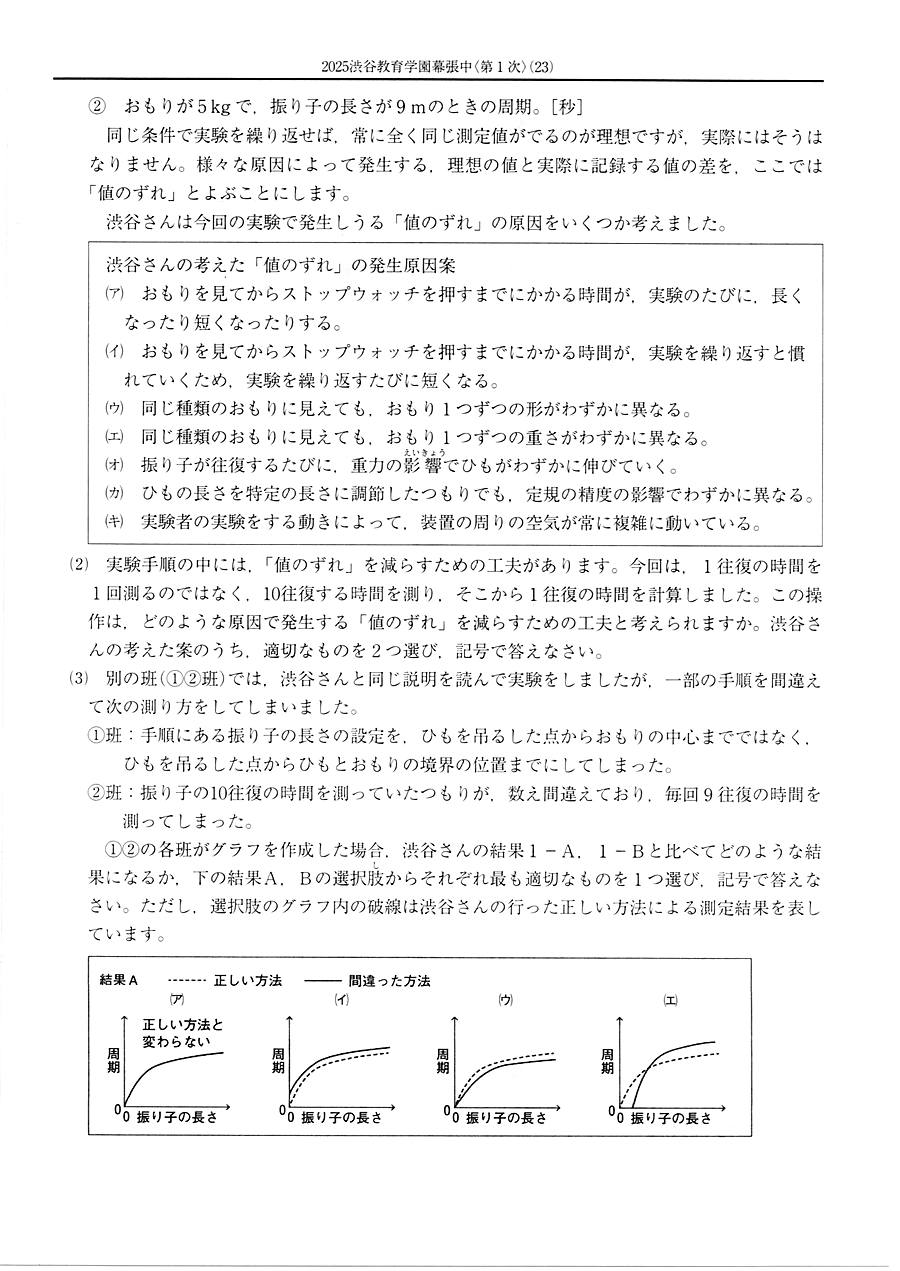 2025渋谷教育学園幕張中〈第1次〉(23)
② おもりが5kgで，振り子の長さが9mのときの周期。[秒]
同じ条件で実験を繰り返せば，常に全く同じ測定値がでるのが理想ですが，実際にはそうは
なりません。様々な原因によって発生する，理想の値と実際に記録する値の差を，ここでは
「値のずれ」とよぶことにします。
渋谷さんは今回の実験で発生しうる「値のずれ」の原因をいくつか考えました。
渋谷さんの考えた「値のずれ」の発生原因案
(ア) おもりを見てからストップウォッチを押すまでにかかる時間が，実験のたびに，長く
なったり短くなったりする。
(イ) おもりを見てからストップウォッチを押すまでにかかる時間が，実験を繰り返すと慣
れていくため，実験を繰り返すたびに短くなる。
(ウ) 同じ種類のおもりに見えても，おもり1つずつの形がわずかに異なる。
(エ) 同じ種類のおもりに見えても，おもり1つずつの重さがわずかに異なる。
えいきょう
(オ) 振り子が往復するたびに，重力の影響でひもがわずかに伸びていく。
(カ) ひもの長さを特定の長さに調節したつもりでも，定規の精度の影響でわずかに異なる。
(キ) 実験者の実験をする動きによって，装置の周りの空気が常に複雑に動いている。
(2) 実験手順の中には，「値のずれ」を減らすための工夫があります。今回は，1往復の時間を
1回測るのではなく，10往復する時間を測り，そこから1往復の時間を計算しました。この操
作は，どのような原因で発生する「値のずれ」を減らすための工夫と考えられますか。渋谷さ
んの考えた案のうち，適切なものを2つ選び，記号で答えなさい。
(3) 別の班(①②班)では，渋谷さんと同じ説明を読んで実験をしましたが，一部の手順を間違え
て次の測り方をしてしまいました。
①班：手順にある振り子の長さの設定を，ひもを吊るした点からおもりの中心までではなく，
ひもを吊るした点からひもとおもりの境界の位置までにしてしまった。
②班：振り子の10往復の時間を測っていたつもりが，数え間違えており，毎回9往復の時間を
測ってしまった。
①②の各班がグラフを作成した場合，渋谷さんの結果1－A，1－Bと比べてどのような結
し
果になるか，下の結果A，Bの選択肢からそれぞれ最も適切なものを1つ選び，記号で答えな
さい。ただし，選択肢のグラフ内の破線は渋谷さんの行った正しい方法による測定結果を表し
ています。
結果A ------ 正しい方法 ―― 間違った方法
(ア) (イ) (ウ) (エ)
正しい方法と
変わらない
周期 周期 周期 周期
0 0 0 0
0 振り子の長さ 0 振り子の長さ 0 振り子の長さ 0 振り子の長さ